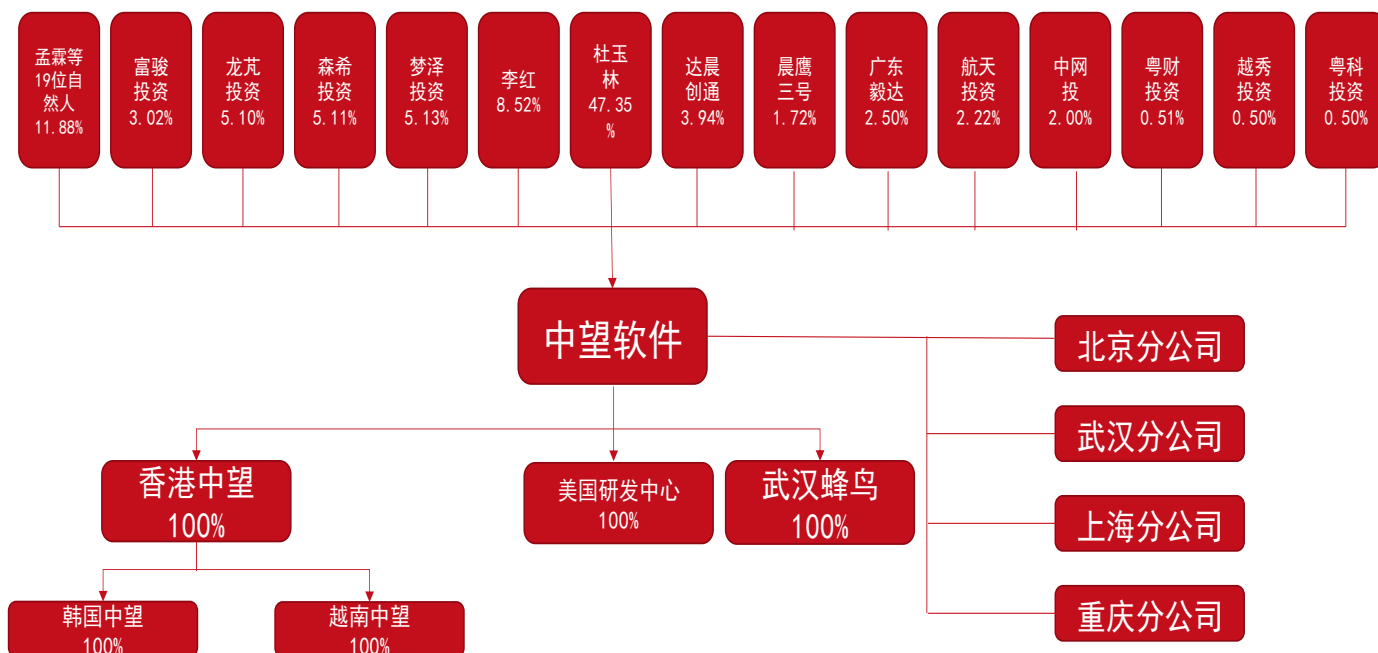 孟霖等
19位自
然人
11.88%
富骏
投资
3.02%
龙芃
投资
5.10%
森希
投资
5.11%
梦泽
投资
5.13%
李红
8.52%
杜玉
林
47.35
%
达晨
创通
3.94%
晨鹰
三号
1.72%
广东
毅达
2.50%
航天
投资
2.22%
中网
投
2.00%
粤财
投资
0.51%
越秀
投资
0.50%
粤科
投资
0.50%
中望软件
北京分公司
武汉分公司
上海分公司
重庆分公司
香港中望
100%
美国研发中心
100%
武汉蜂鸟
100%
韩国中望
100%
越南中望
100%